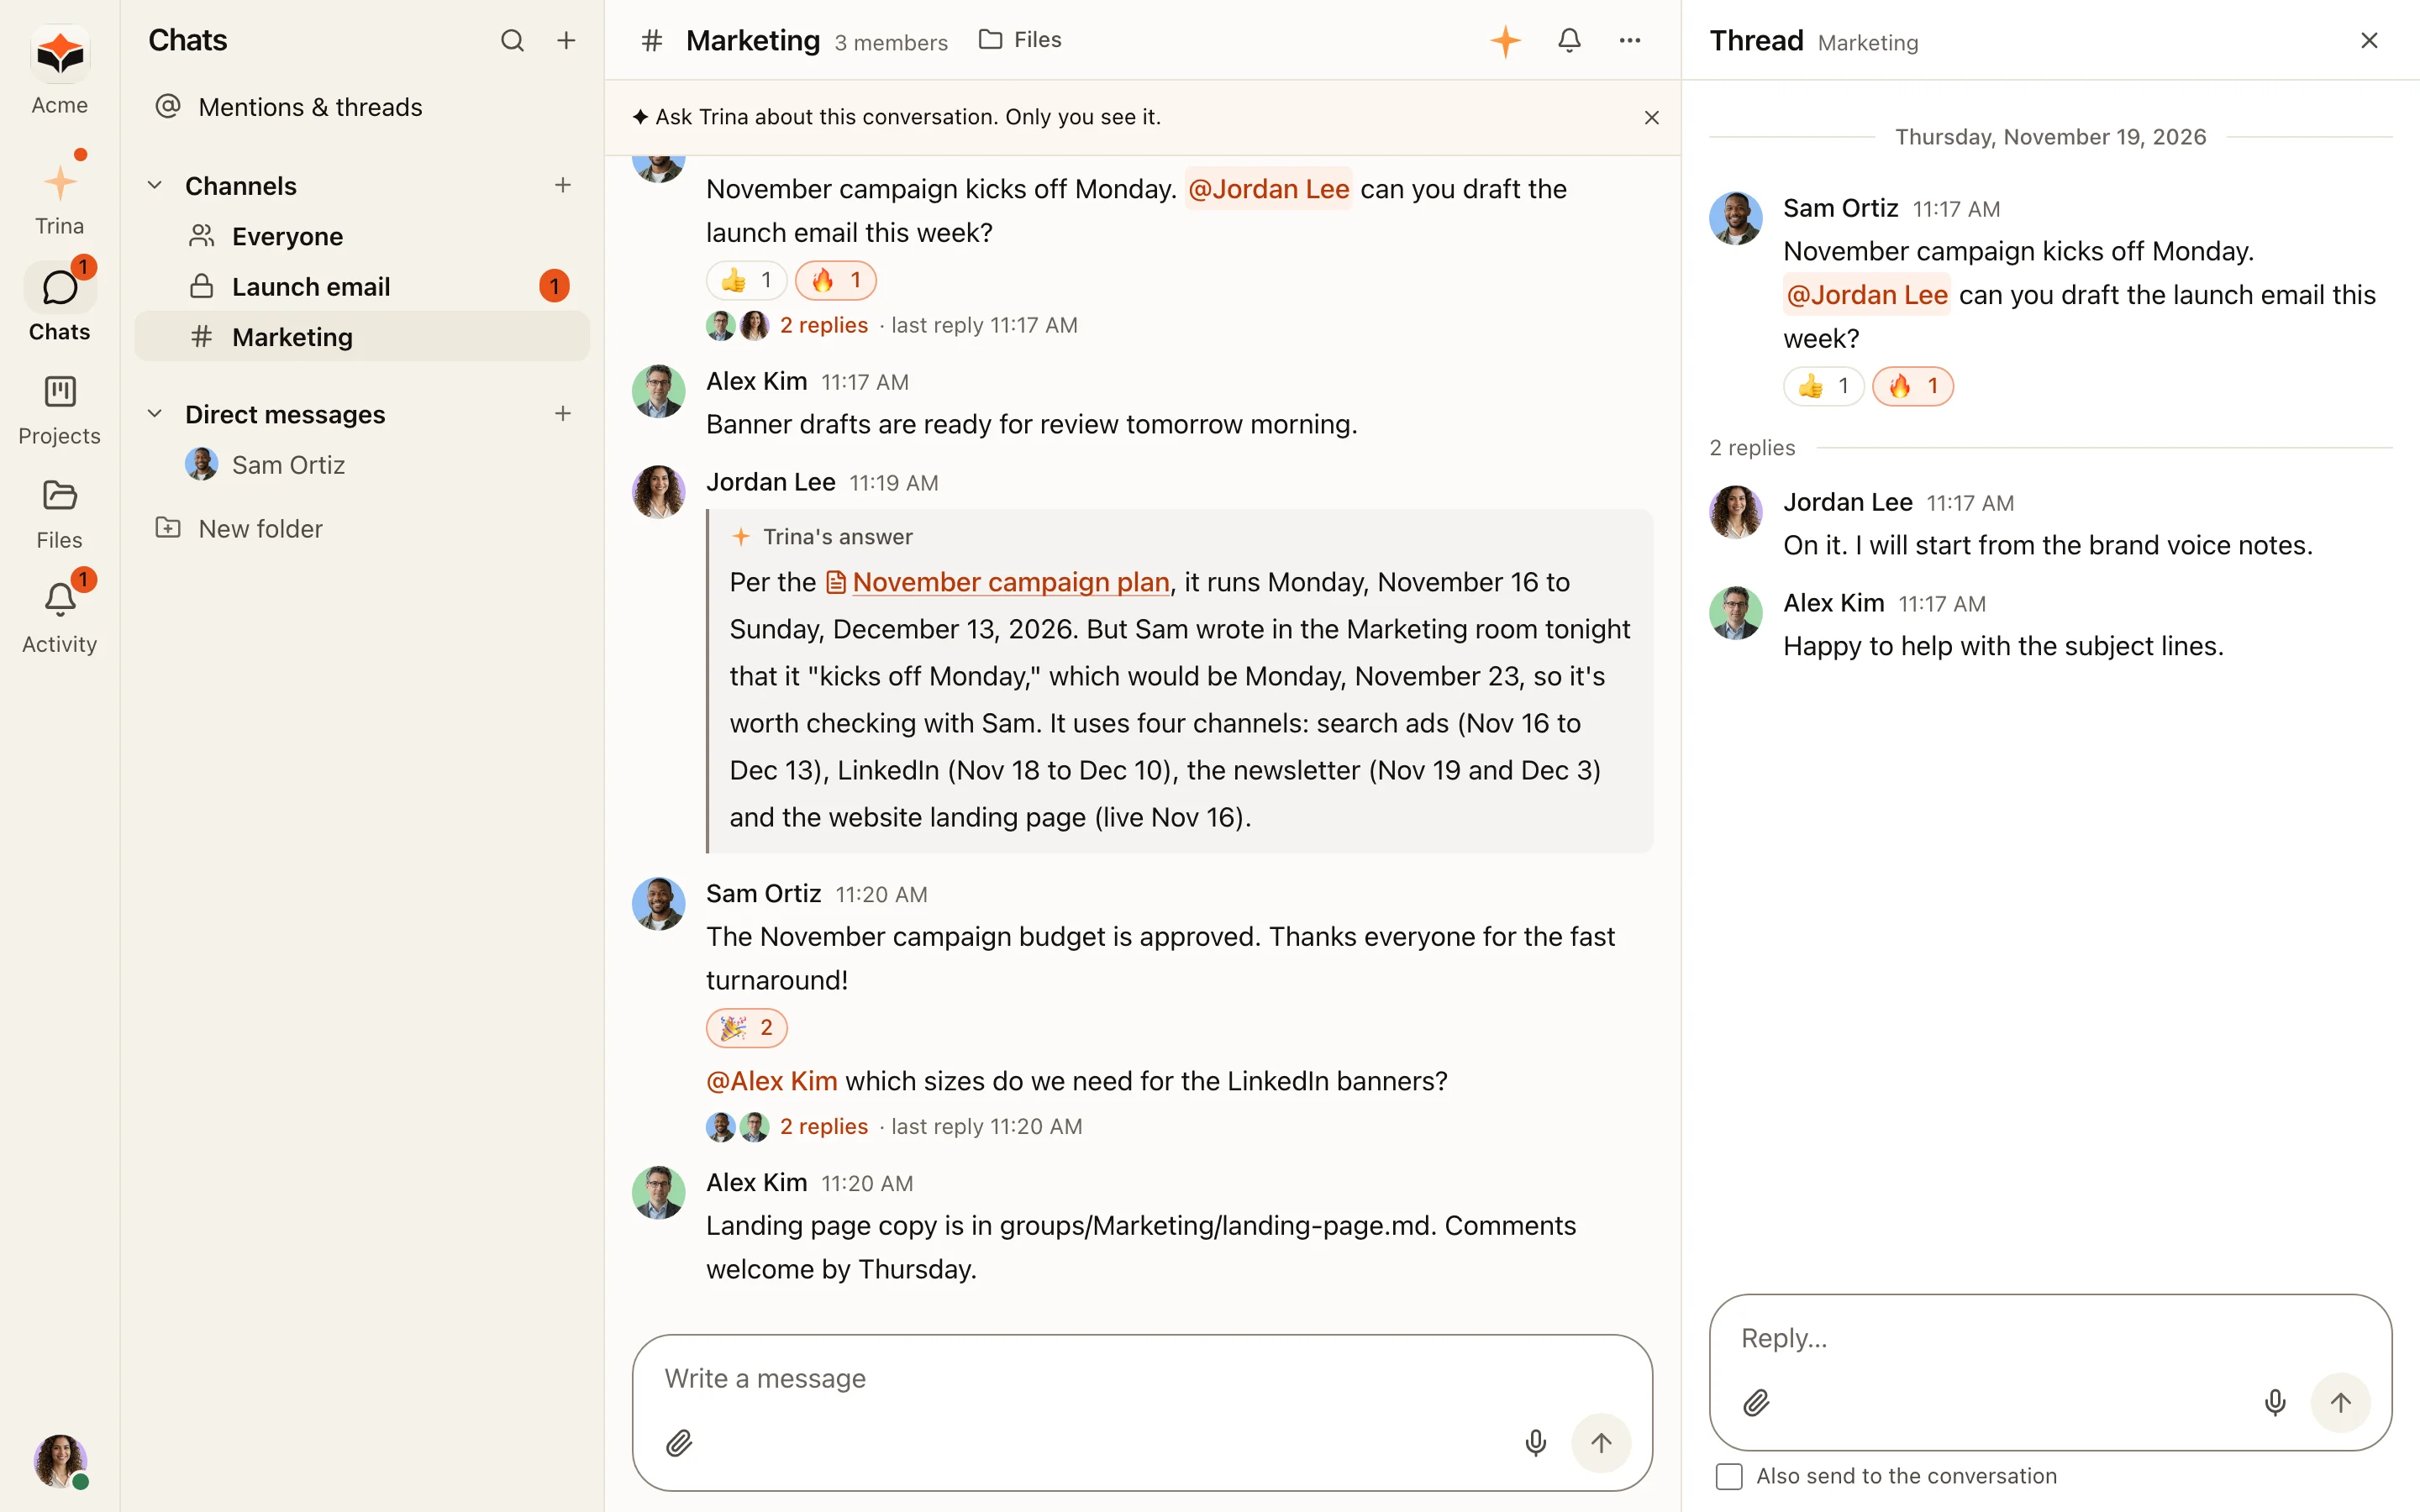 Acme
Trina
1
Chats
Projects
Files
1
Activity
Chats
Mentions & threads
Channels
Everyone
Launch email
1
Marketing
Direct messages
Sam Ortiz
New folder
# Marketing 3 members Files
Ask Trina about this conversation. Only you see it.
November campaign kicks off Monday. @Jordan Lee can you draft the
launch email this week?
👍 1 🔥 1
2 replies · last reply 11:17 AM
Alex Kim 11:17 AM
Banner drafts are ready for review tomorrow morning.
Jordan Lee 11:19 AM
Trina's answer
Per the November campaign plan, it runs Monday, November 16 to
Sunday, December 13, 2026. But Sam wrote in the Marketing room tonight
that it "kicks off Monday," which would be Monday, November 23, so it's
worth checking with Sam. It uses four channels: search ads (Nov 16 to
Dec 13), LinkedIn (Nov 18 to Dec 10), the newsletter (Nov 19 and Dec 3)
and the website landing page (live Nov 16).
Sam Ortiz 11:20 AM
The November campaign budget is approved. Thanks everyone for the fast
turnaround!
🎉 2
@Alex Kim which sizes do we need for the LinkedIn banners?
2 replies · last reply 11:20 AM
Alex Kim 11:20 AM
Landing page copy is in groups/Marketing/landing-page.md. Comments
welcome by Thursday.
Write a message
Thread Marketing
Thursday, November 19, 2026
Sam Ortiz 11:17 AM
November campaign kicks off Monday.
@Jordan Lee can you draft the launch email this
week?
👍 1 🔥 1
2 replies
Jordan Lee 11:17 AM
On it. I will start from the brand voice notes.
Alex Kim 11:17 AM
Happy to help with the subject lines.
Reply...
Also send to the conversation